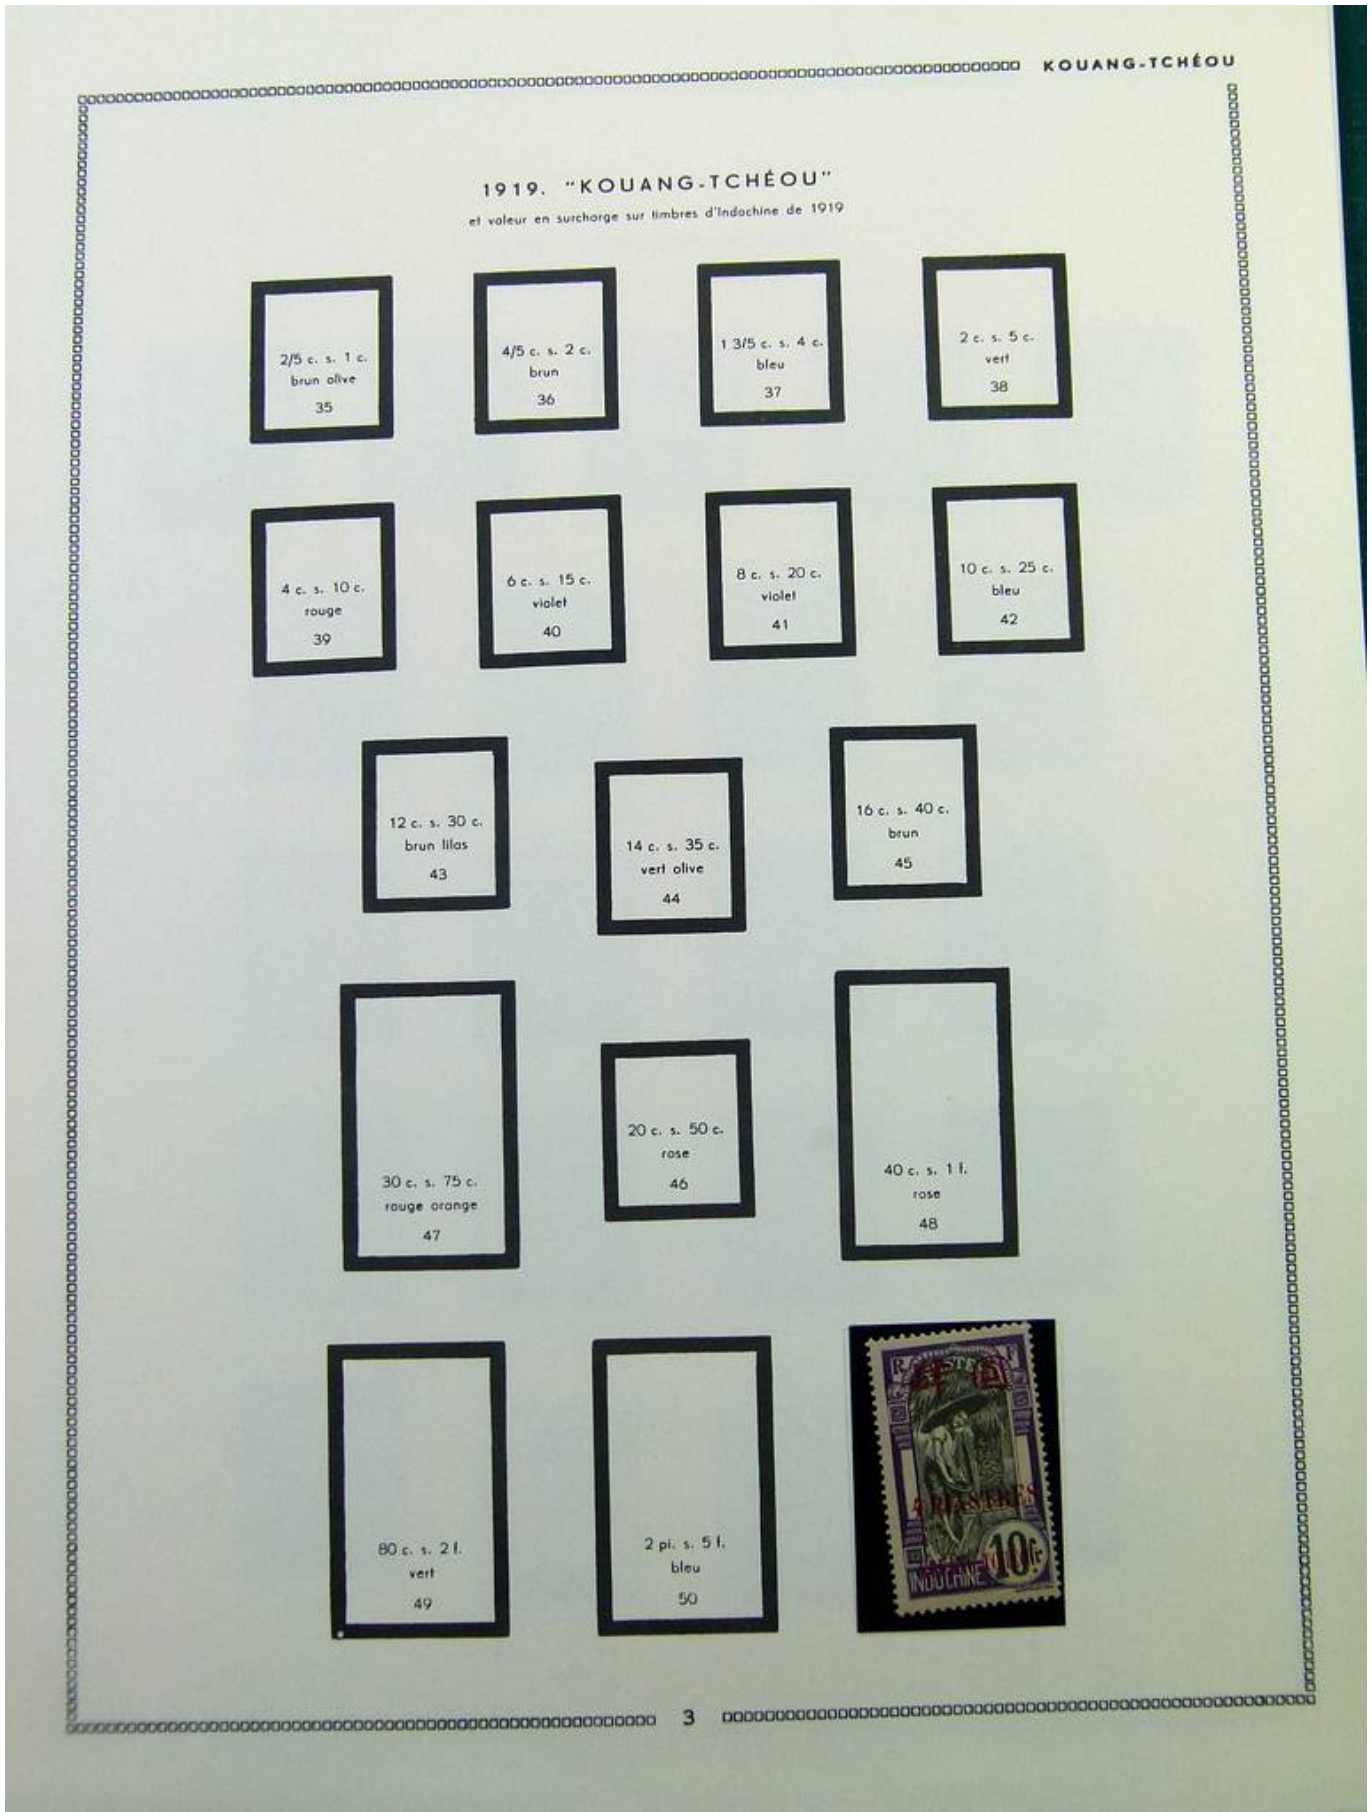 KOUANG-TCHÉOU
1919. "KOUANG-TCHÉOU"
et valeur en surcharge sur timbres d'Indochine de 1919
2/5 c. s. 1 c.
brun olive
35
4/5 c. s. 2 c.
brun
36
1 3/5 c. s. 4 c.
bleu
37
2 c. s. 5 c.
vert
38
4 c. s. 10 c.
rouge
39
6 c. s. 15 c.
violet
40
8 c. s. 20 c.
violet
41
10 c. s. 25 c.
bleu
42
12 c. s. 30 c.
brun lilas
43
14 c. s. 35 c.
vert olive
44
16 c. s. 40 c.
brun
45
30 c. s. 75 c.
rouge orange
47
20 c. s. 50 c.
rose
46
40 c. s. 1 f.
rose
48
80 c. s. 2 f.
vert
49
2 pi. s. 5 f.
bleu
50
4 PIASTRES
10 fr
INDOCHINE
3